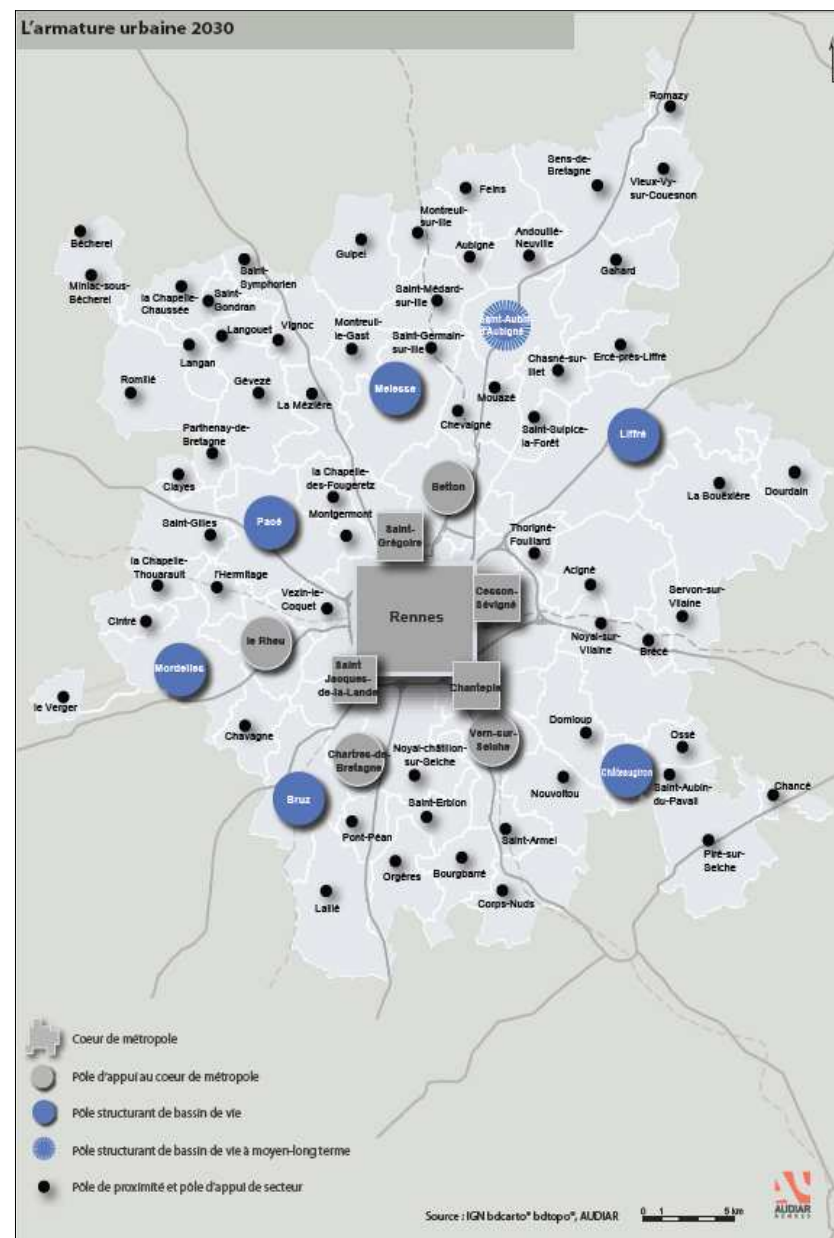 L'armature urbaine 2030
Romazy
Sens-de-
Bretagne
Vieux-Vy-
sur-Couesnon
Feins
Montreuil-
sur-Ille
Bécherel
Guipel
Aubigné
Andouillé-
Neuville
Gahard
Miniac-sous-
Bécherel
la Chapelle-
Chaussée
Saint-
Symphorien
Saint-
Gondran
Saint-Médard-
sur-Ille
Saint-Aubin
d'Aubigné
Langouet
Vignoc
Montreuil-
le-Gast
Saint-Germain-
sur-Ille
Chasné-sur-
Illet
Ercé-près-Liffré
Langan
Romillé
Gévezé
La Mézière
Melesse
Mouazé
Chevaigné
Saint-Sulpice-
la-Forêt
Liffré
Parthenay-de-
Bretagne
Clayes
la Chapelle-
des-Fougeretz
Betton
La Bouëxière
Dourdain
Montgermont
Pacé
Saint-Gilles
Saint-
Grégoire
Thorigné-
Fouillard
la Chapelle-
Thouarault
l'Hermitage
Vezin-le-
Coquet
Cesson-
Sévigné
Acigné
Servon-sur-
Vilaine
Cintré
Rennes
Noyal-sur-
Vilaine
Brécé
le Rheu
Mordelles
Saint
Jacques-
de-la-Lande
Chantepie
le Verger
Chavagne
Chartres-de-
Bretagne
Noyal-châtillon-
sur-Seiche
Vern-sur-
Seiche
Domloup
Ossé
Châteaugiron
Saint-Aubin-
du-Pavail
Chancé
Bruz
Nouvoitou
Saint-Erblon
Pont-Péan
Saint-Armel
Piré-sur-
Seiche
Orgères
Bourgbarré
Laillé
Corps-Nuds
Coeur de métropole
Pôle d'appui au coeur de métropole
Pôle structurant de bassin de vie
Pôle structurant de bassin de vie à moyen-long terme
Pôle de proximité et pôle d'appui de secteur
Source : IGN bdcarto® bdtopo®, AUDIAR
0 1 5 km
AUDIAR
RENNES